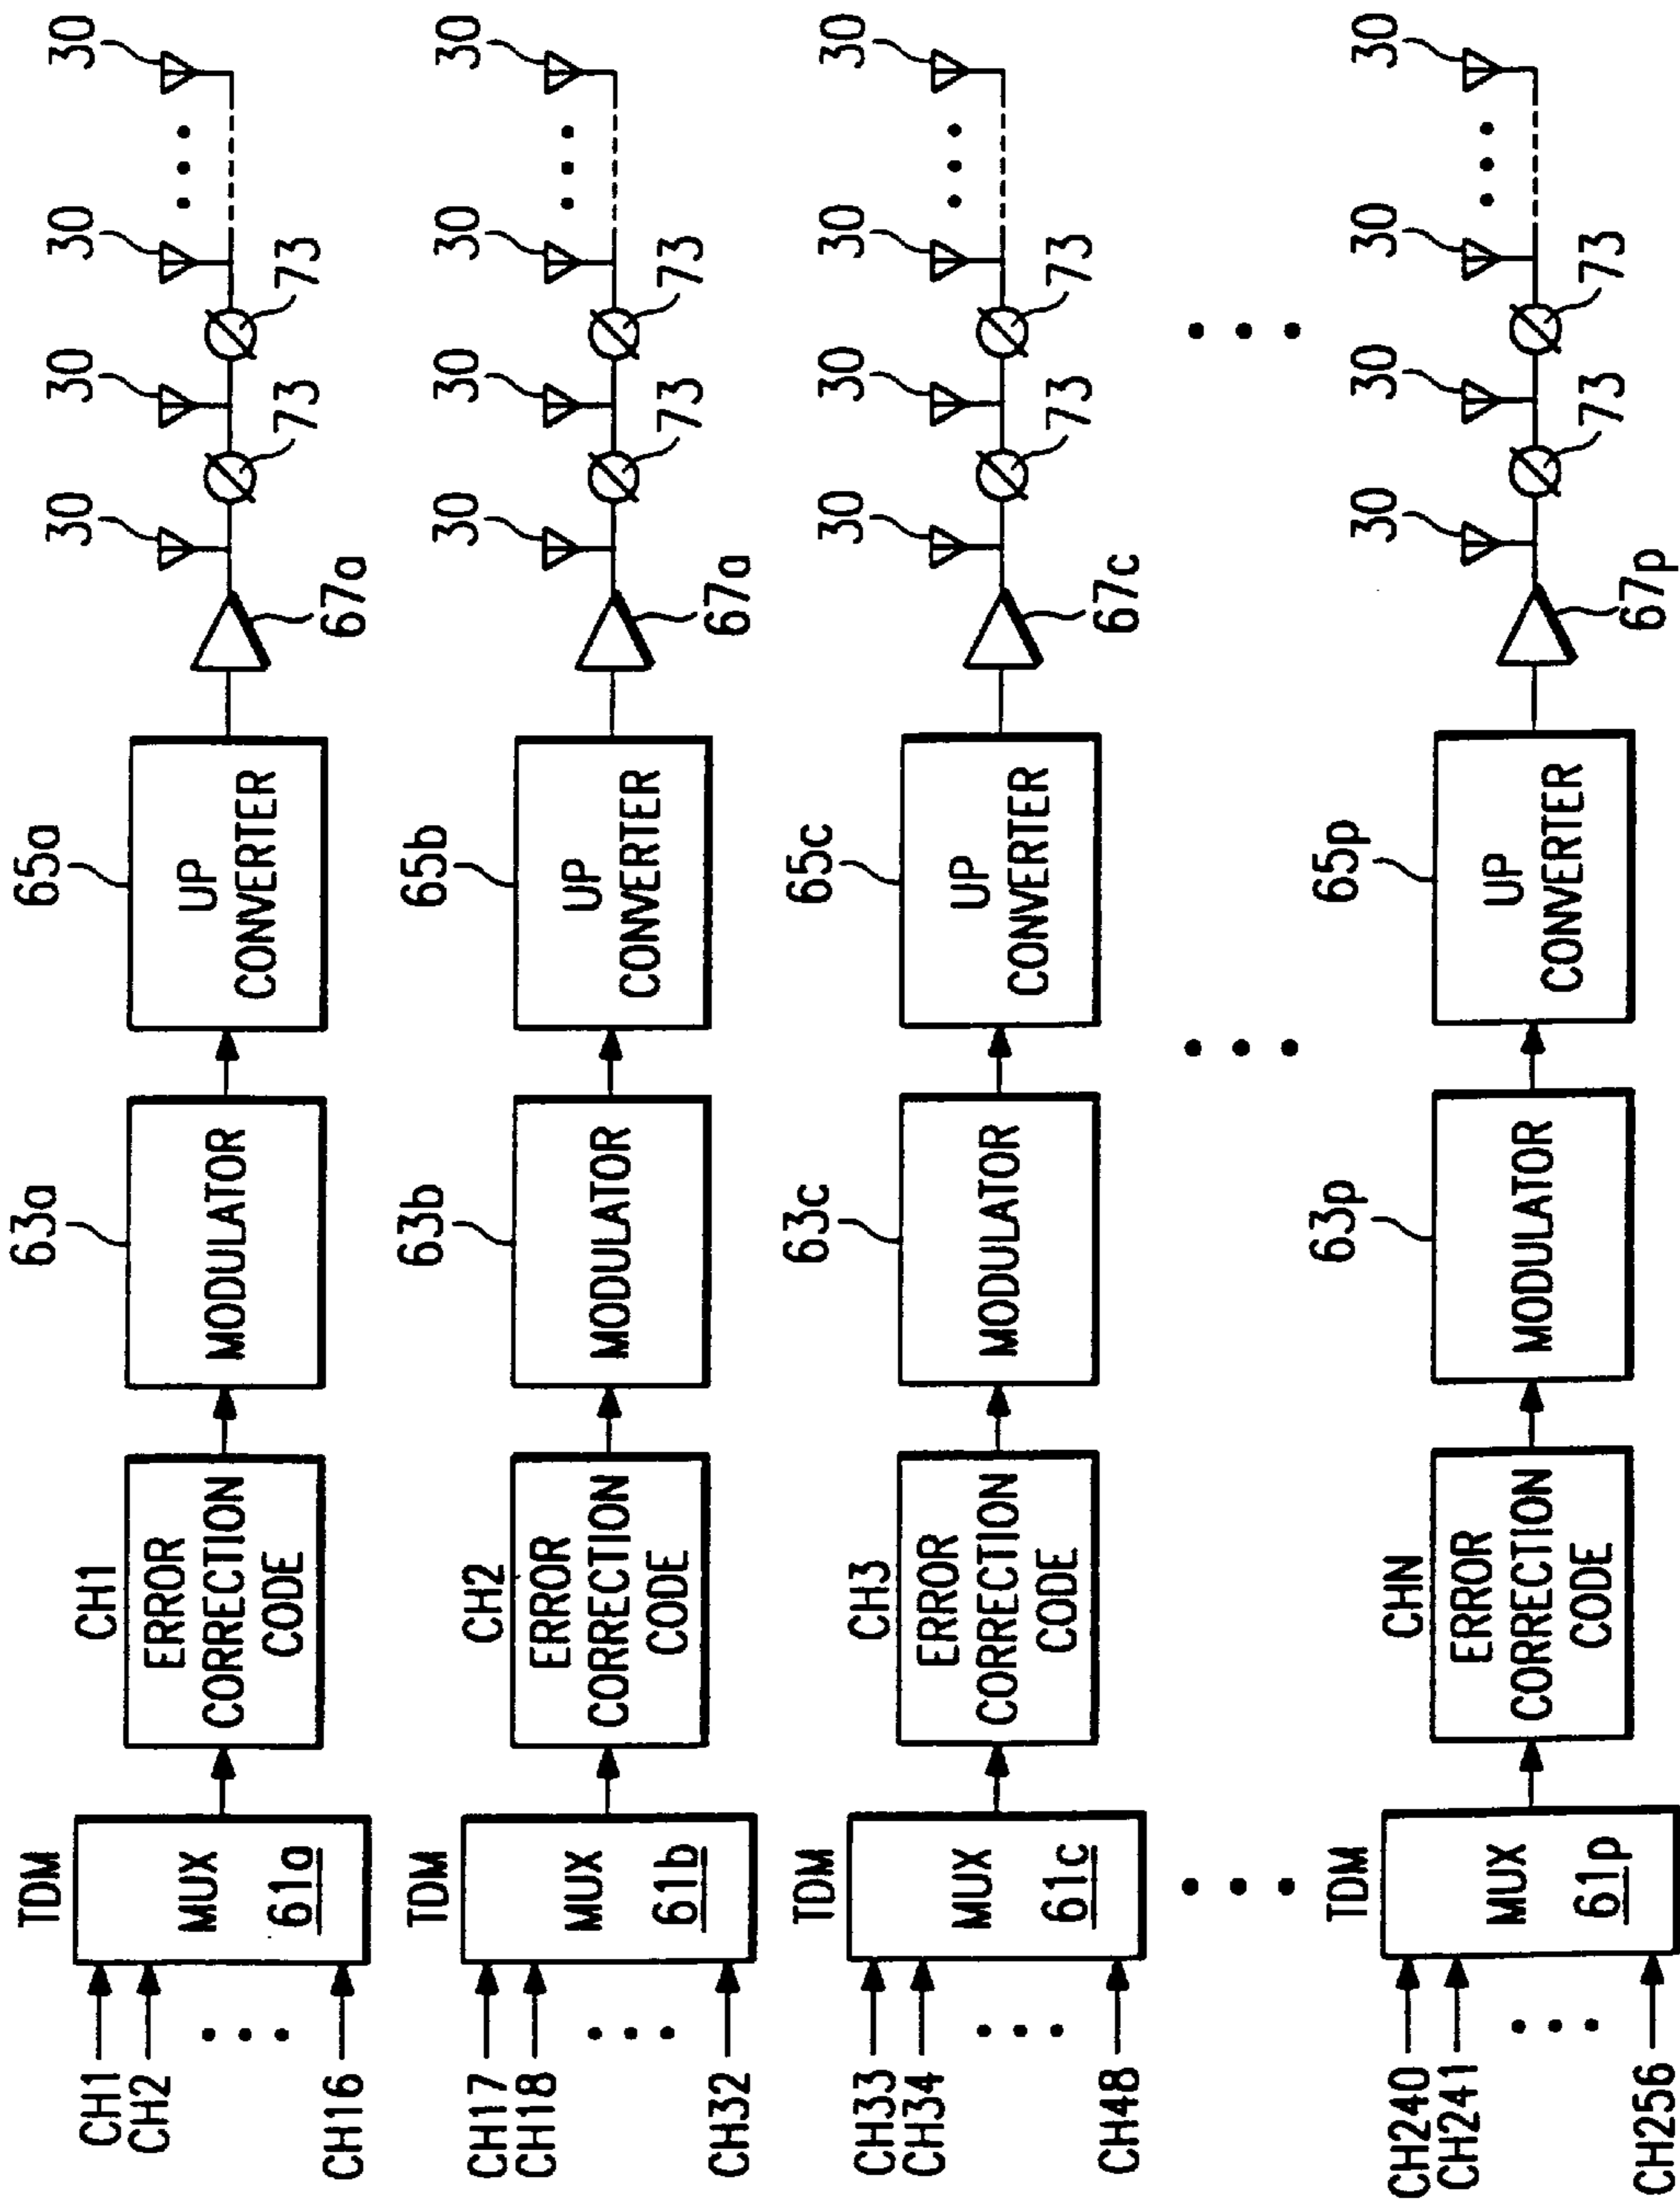 CH1
CH2
CH16
TDM
MUX
61a
CH1
ERROR
CORRECTION
CODE
63a
MODULATOR
65a
UP
CONVERTER
67a
30
30
30
30
73
73
CH17
CH18
CH32
TDM
MUX
61b
CH2
ERROR
CORRECTION
CODE
63b
MODULATOR
65b
UP
CONVERTER
67a
30
30
30
30
73
73
CH33
CH34
CH48
TDM
MUX
61c
CH3
ERROR
CORRECTION
CODE
63c
MODULATOR
65c
UP
CONVERTER
67c
30
30
30
30
73
73
CH240
CH241
CH256
TDM
MUX
61p
CHN
ERROR
CORRECTION
CODE
63p
MODULATOR
65p
UP
CONVERTER
67p
30
30
30
30
73
73